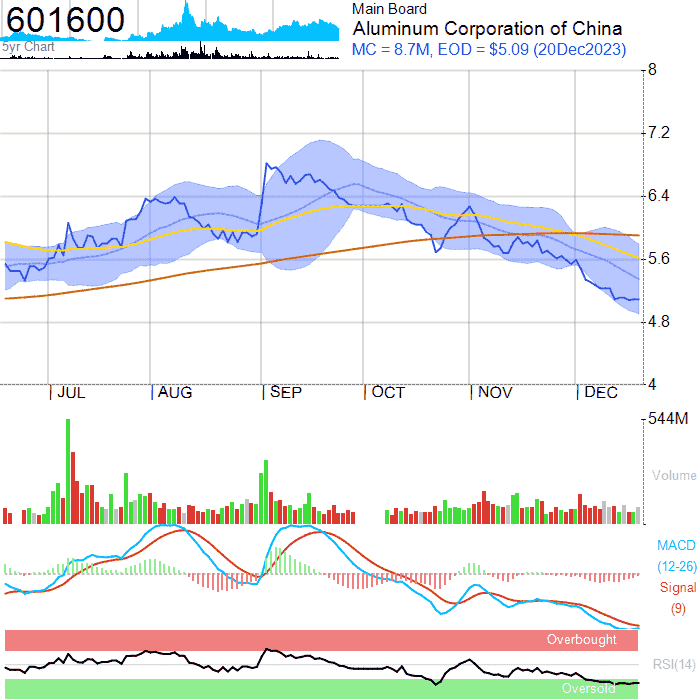 601600
5yr Chart
Main Board
Aluminum Corporation of China
MC = 8.7M, EOD = $5.09 (20Dec2023)
8
7.2
6.4
5.6
4.8
4
JUL AUG SEP OCT NOV DEC
544M
Volume
MACD
(12-26)
Signal
(9)
Overbought
RSI(14)
Oversold